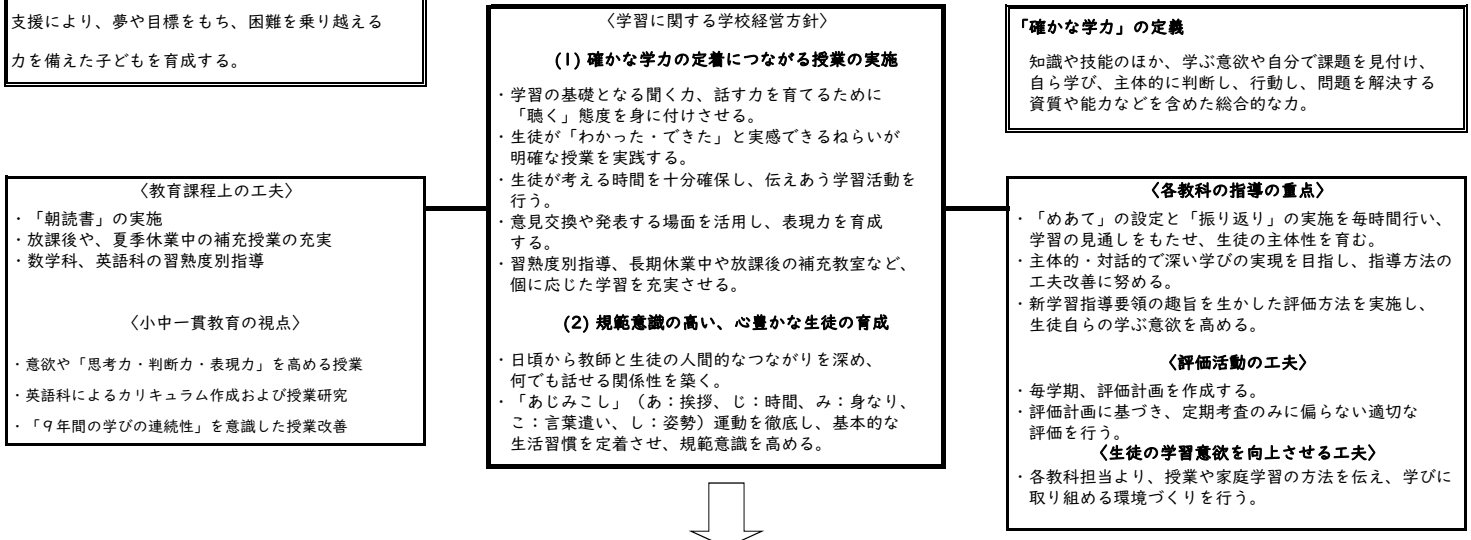 支援により、夢や目標をもち、困難を乗り越える
力を備えた子どもを育成する。
〈教育課程上の工夫〉
・「朝読書」の実施
・放課後や、夏季休業中の補充授業の充実
・数学科、英語科の習熟度別指導
〈小中一貫教育の視点〉
・意欲や「思考力・判断力・表現力」を高める授業
・英語科によるカリキュラム作成および授業研究
・「9年間の学びの連続性」を意識した授業改善
〈学習に関する学校経営方針〉
(1) 確かな学力の定着につながる授業の実施
・学習の基礎となる聞く力、話す力を育てるために
「聴く」態度を身に付けさせる。
・生徒が「わかった・できた」と実感できるねらいが
明確な授業を実践する。
・生徒が考える時間を十分確保し、伝えあう学習活動を
行う。
・意見交換や発表する場面を活用し、表現力を育成
する。
・習熟度別指導、長期休業中や放課後の補充教室など、
個に応じた学習を充実させる。
(2) 規範意識の高い、心豊かな生徒の育成
・日頃から教師と生徒の人間的なつながりを深め、
何でも話せる関係性を築く。
・「あじみこし」（あ：挨拶、じ：時間、み：身なり、
こ：言葉遣い、し：姿勢）運動を徹底し、基本的な
生活習慣を定着させ、規範意識を高める。
「確かな学力」の定義
知識や技能のほか、学ぶ意欲や自分で課題を見付け、
自ら学び、主体的に判断し、行動し、問題を解決する
資質や能力などを含めた総合的な力。
〈各教科の指導の重点〉
・「めあて」の設定と「振り返り」の実施を毎時間行い、
学習の見通しをもたせ、生徒の主体性を育む。
・主体的・対話的で深い学びの実現を目指し、指導方法の
工夫改善に努める。
・新学習指導要領の趣旨を生かした評価方法を実施し、
生徒自らの学ぶ意欲を高める。
〈評価活動の工夫〉
・毎学期、評価計画を作成する。
・評価計画に基づき、定期考査のみに偏らない適切な
評価を行う。
〈生徒の学習意欲を向上させる工夫〉
・各教科担当より、授業や家庭学習の方法を伝え、学びに
取り組める環境づくりを行う。